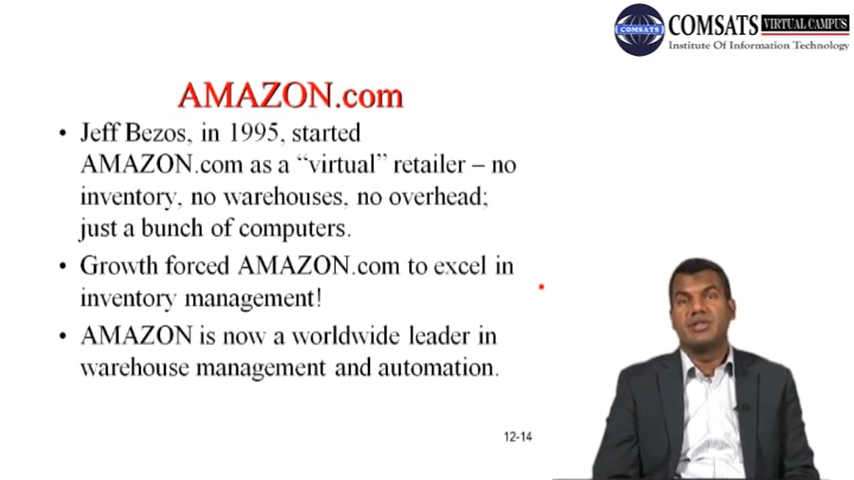 COMSATS
COMSATS VIRTUAL CAMPUS
Institute Of Information Technology
AMAZON.com
• Jeff Bezos, in 1995, started
AMAZON.com as a “virtual” retailer – no
inventory, no warehouses, no overhead;
just a bunch of computers.
• Growth forced AMAZON.com to excel in
inventory management!
• AMAZON is now a worldwide leader in
warehouse management and automation.
12-14